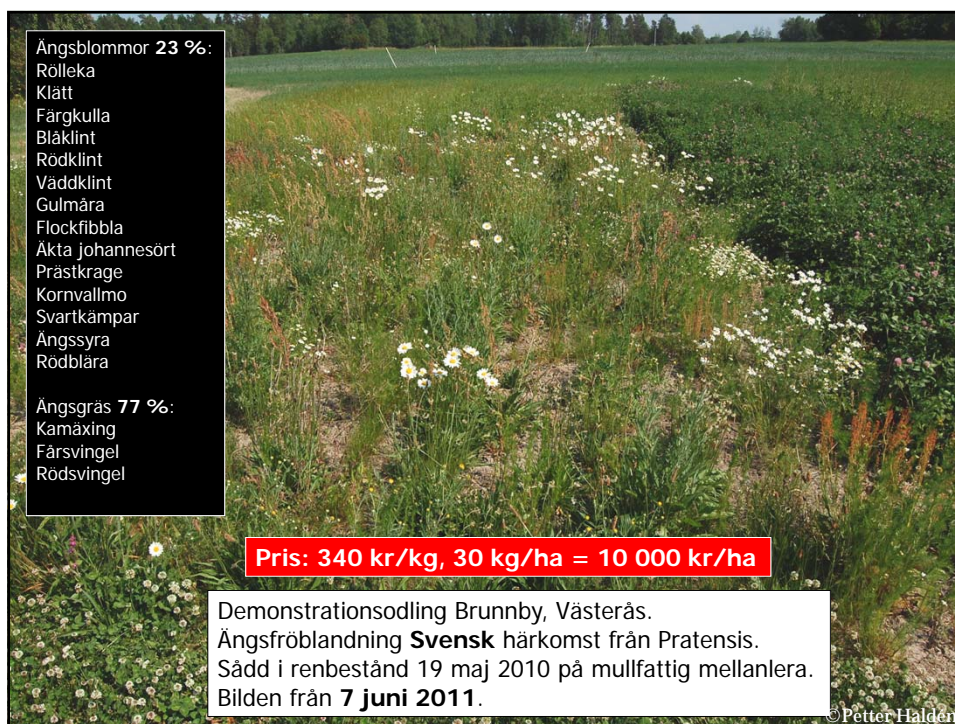 Ängsblommor 23 %:
Rölleka
Klätt
Färgkulla
Blåklint
Rödklint
Väddklint
Gulmåra
Flockfibbla
Äkta johannesört
Prästkrage
Kornvallmo
Svartkämpar
Ängssyra
Rödblära
Ängsgräs 77 %:
Kamäxing
Fårsvingel
Rödsvingel
Pris: 340 kr/kg, 30 kg/ha = 10 000 kr/ha
Demonstrationsodling Brunnby, Västerås.
Ängsfröblandning Svensk härkomst från Pratensis.
Sådd i renbestånd 19 maj 2010 på mullfattig mellanlera.
Bilden från 7 juni 2011.
©Petter Haldén